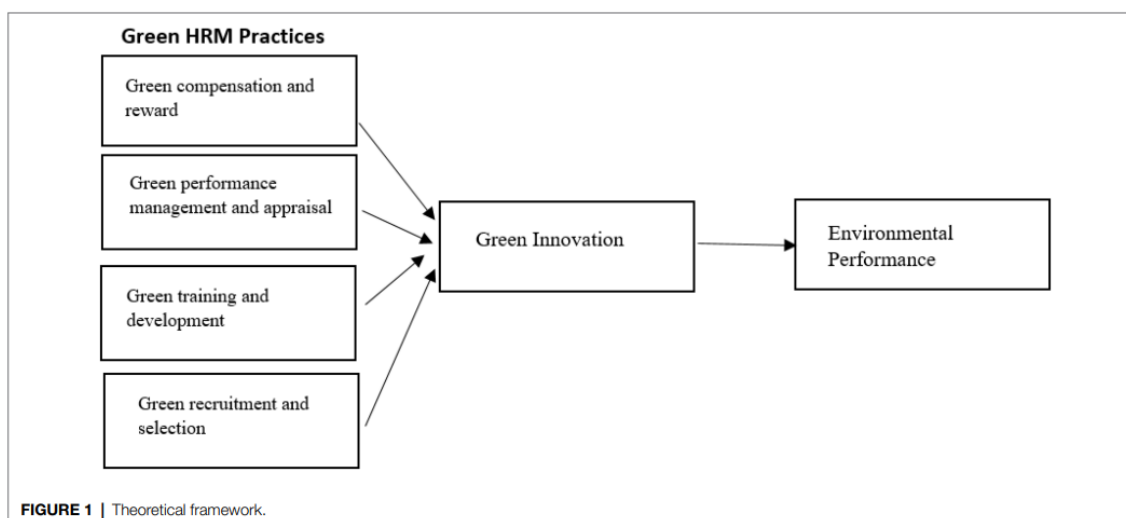 Green HRM Practices
Green compensation and
reward
Green performance
management and appraisal
Green training and
development
Green recruitment and
selection
Green Innovation
Environmental
Performance
FIGURE 1 | Theoretical framework.